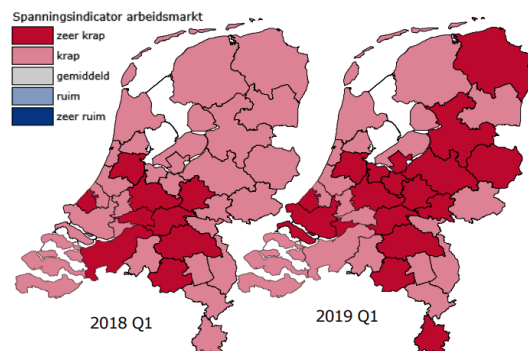 Spanningsindicator arbeidsmarkt
zeer krap
krap
gemiddeld
ruim
zeer ruim
2018 Q1
2019 Q1